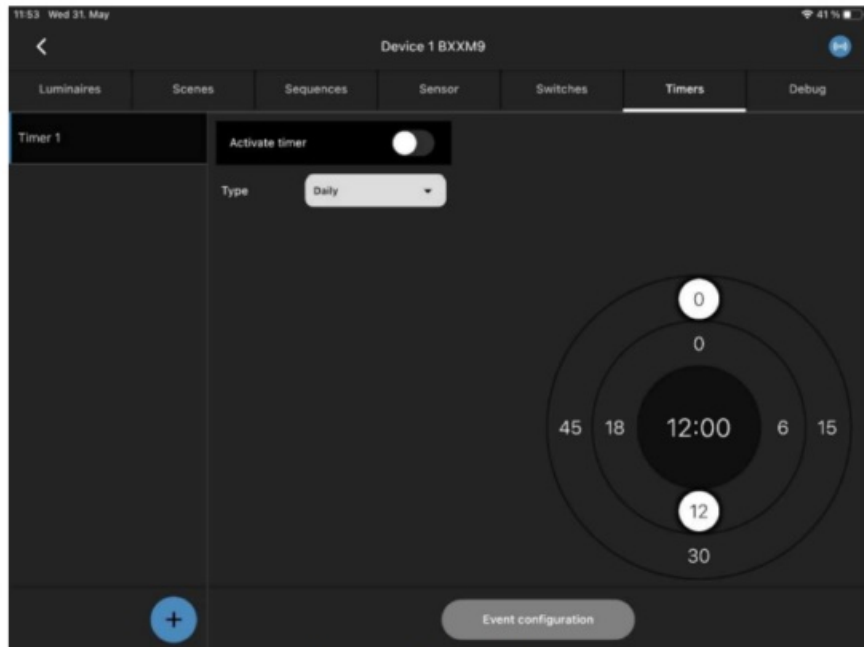 11:53 Wed 31. May 41 %
Device 1 BXXM9
Luminaires Scenes Sequences Sensor Switches Timers Debug
Timer 1
Activate timer
Type Daily
0
0
45 18 12:00 6 15
12
30
+
Event configuration